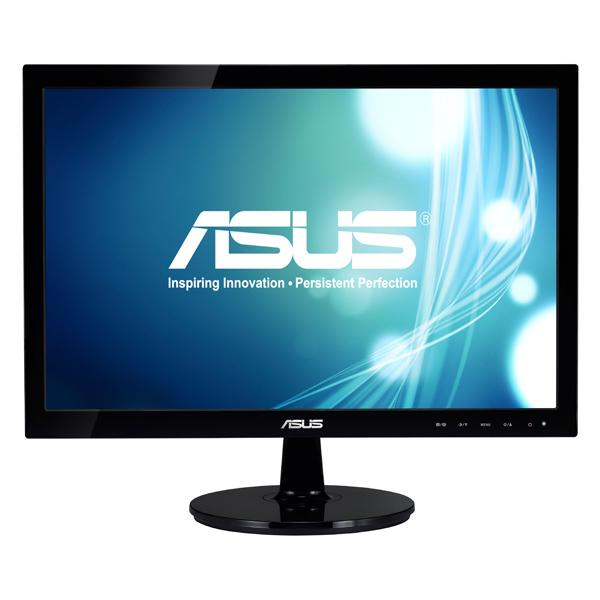 ASUS®
Inspiring Innovation • Persistent Perfection
ASUS
MENU